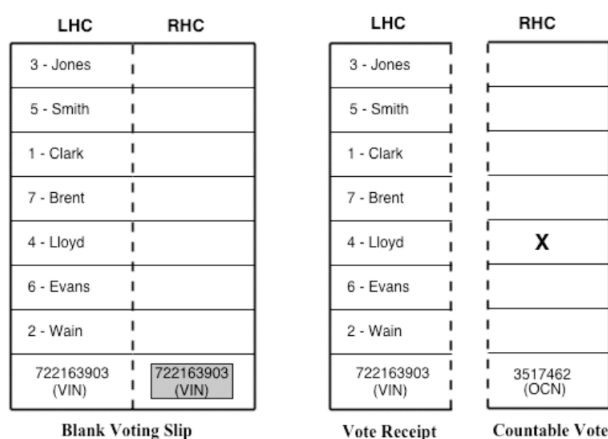 LHC RHC
3 - Jones
5 - Smith
1 - Clark
7 - Brent
4 - Lloyd
6 - Evans
2 - Wain
722163903 722163903
(VIN) (VIN)
Blank Voting Slip
LHC RHC
3 - Jones
5 - Smith
1 - Clark
7 - Brent
4 - Lloyd X
6 - Evans
2 - Wain
722163903 3517462
(VIN) (OCN)
Vote Receipt Countable Vote